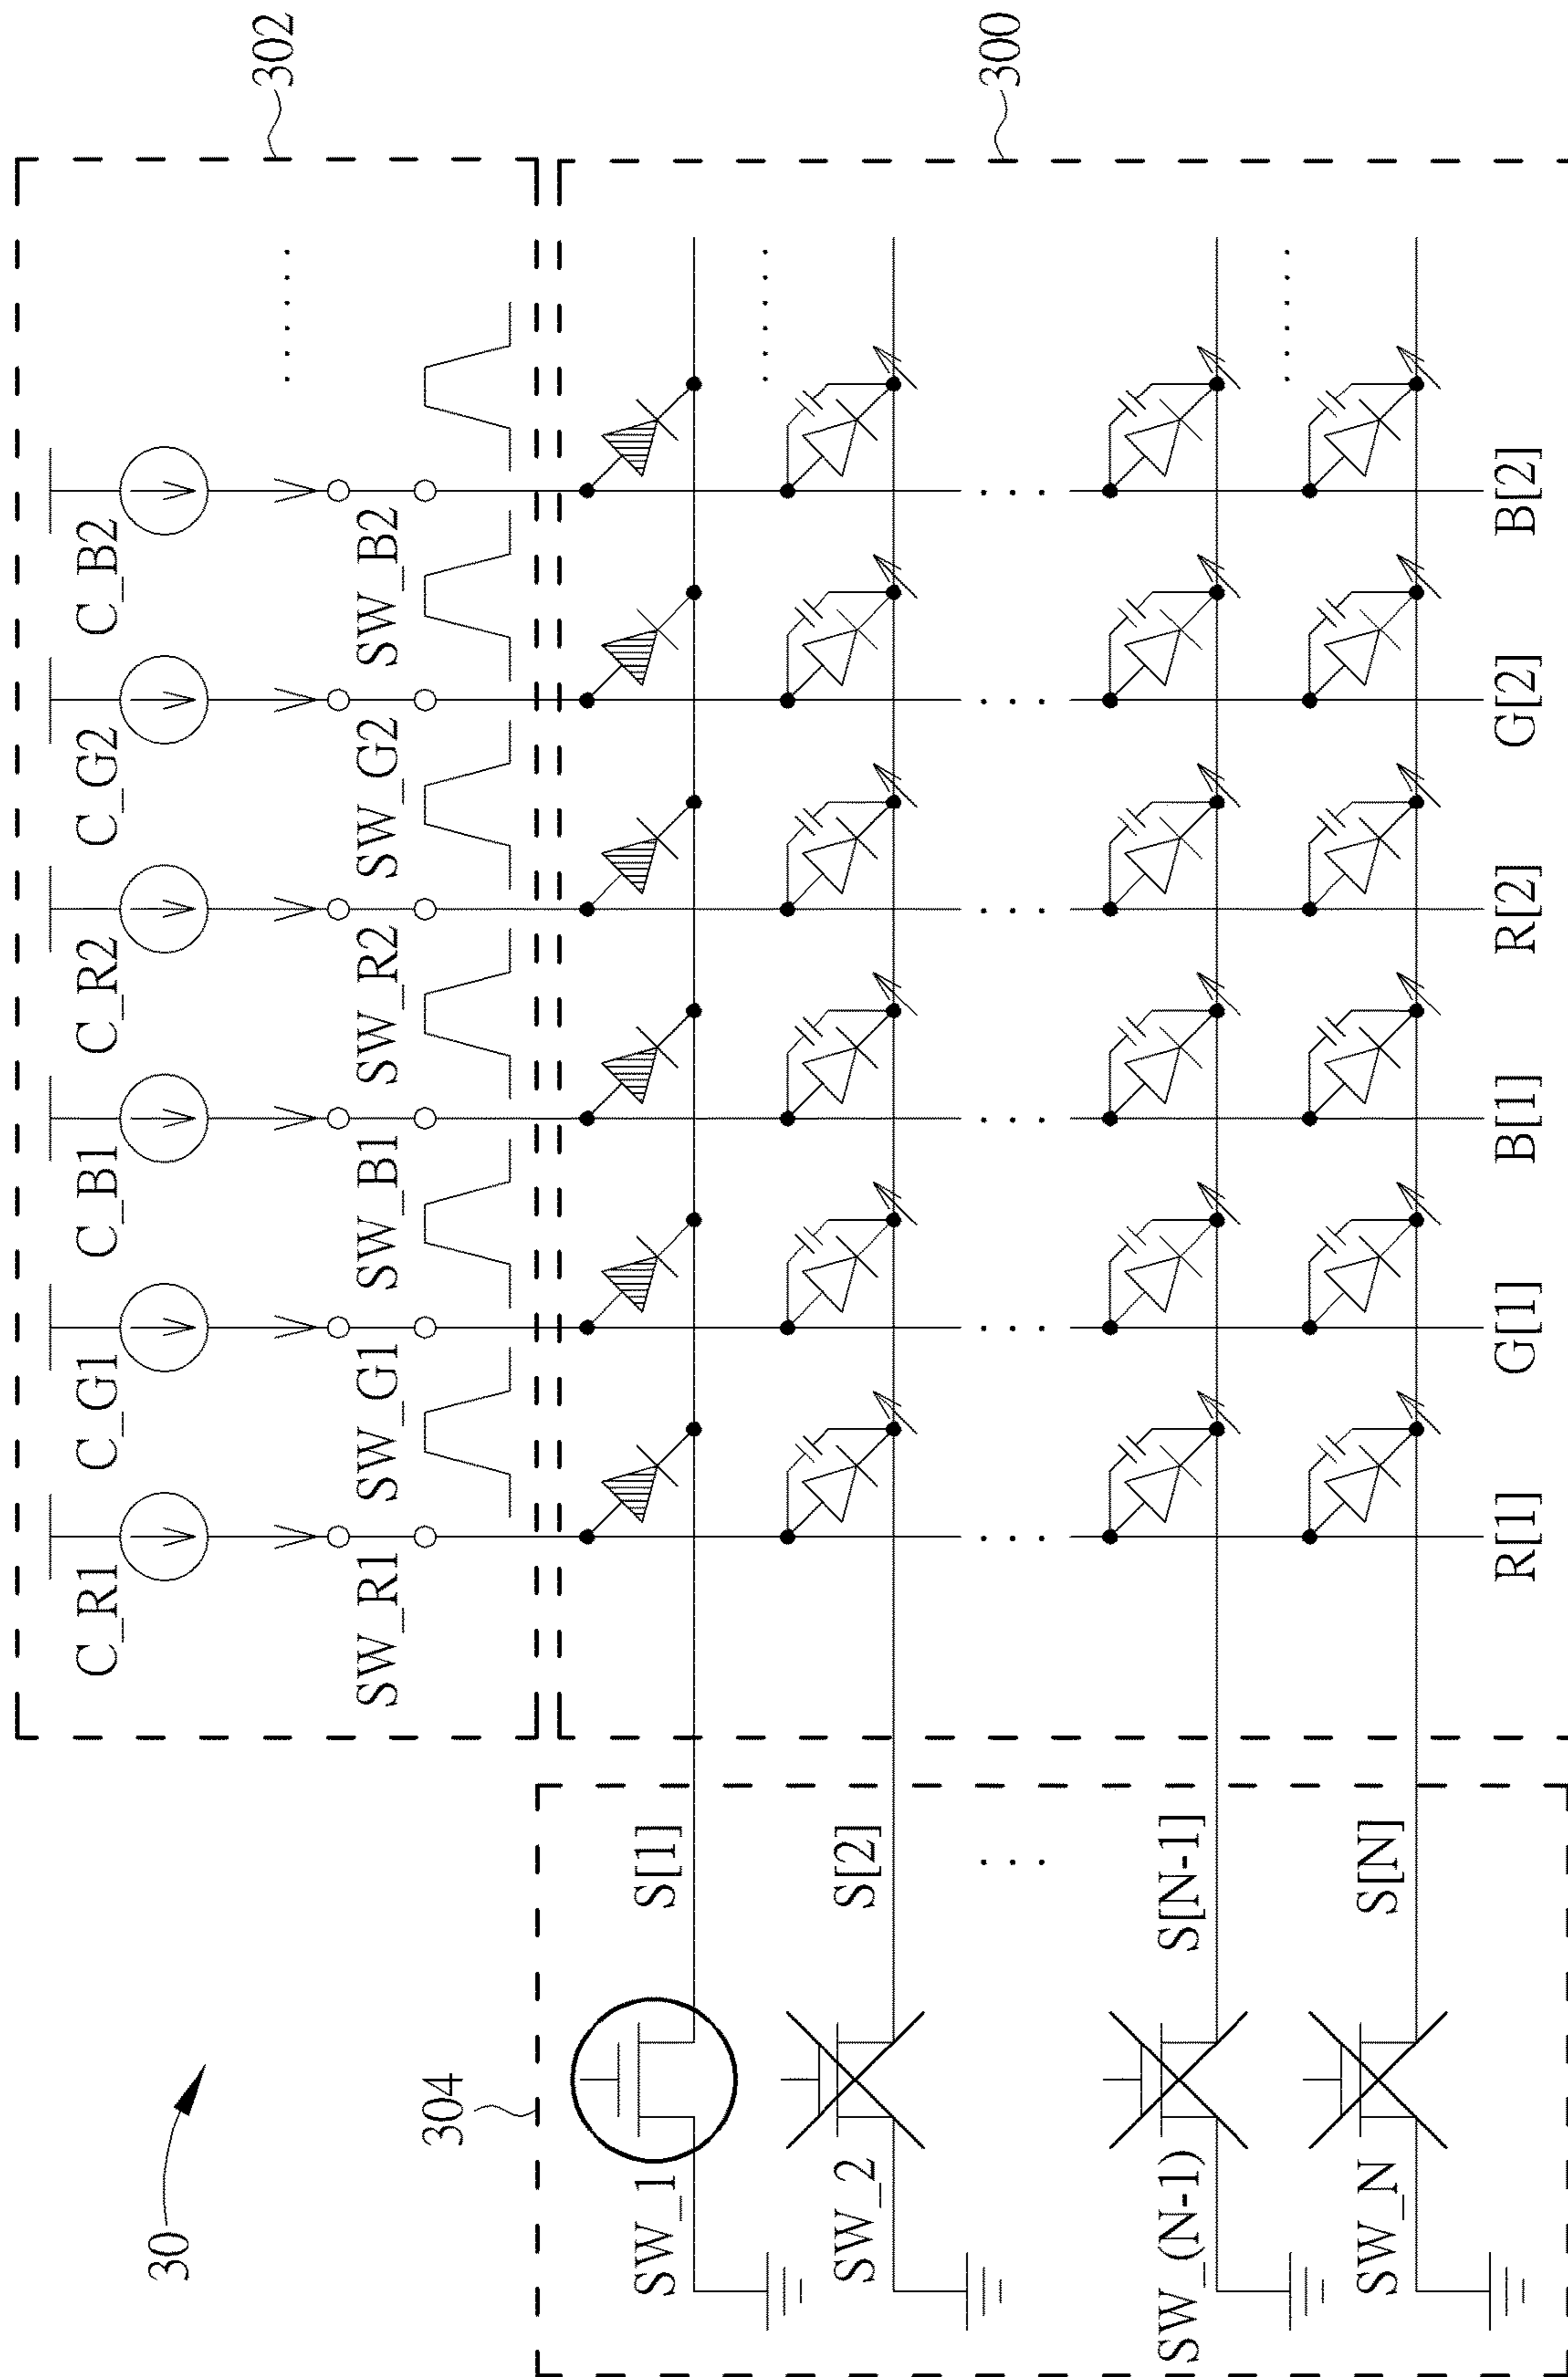 30
302
C_R1 C_G1 C_B1 C_R2 C_G2 C_B2
SW_R1 SW_G1 SW_B1 SW_R2 SW_G2 SW_B2
......
304
300
SW_1 S[1]
SW_2 S[2]
......
...
SW_(N-1) S[N-1]
SW_N S[N]
......
R[1] G[1] B[1] R[2] G[2] B[2]